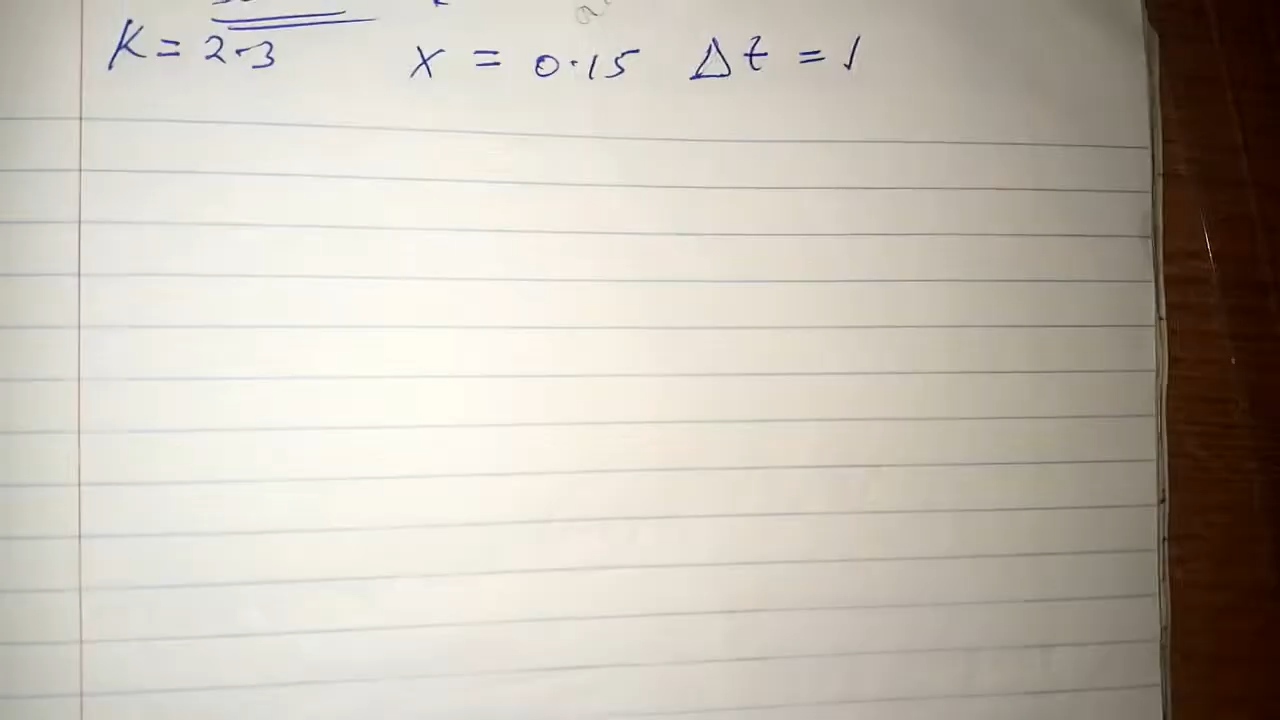 K = 2.3 x = 0.15 Δt = 1